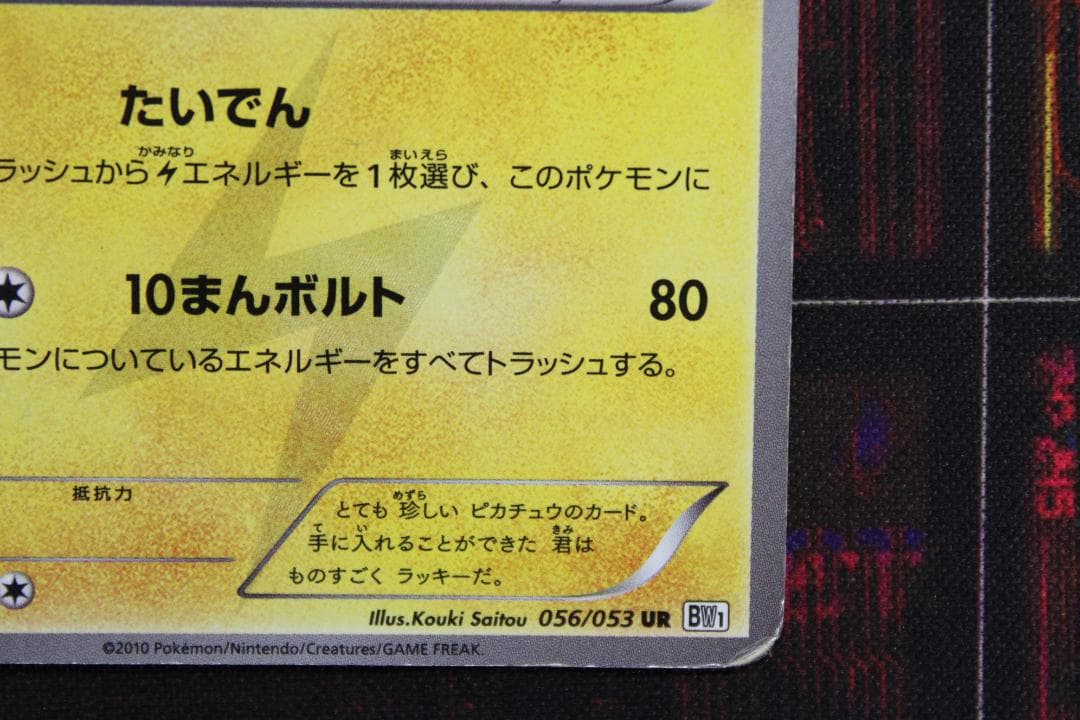 たいでん
ラッシュから エネルギーを1枚選び、このポケモンに
10まんボルト 80
モンについているエネルギーをすべてトラッシュする。
抵抗力
とても 珍しい ピカチュウのカード。
手に入れることができた 君は
ものすごく ラッキーだ。
Illus.Kouki Saitou 056/053 UR BW1
©2010 Pokémon/Nintendo/Creatures/GAME FREAK.